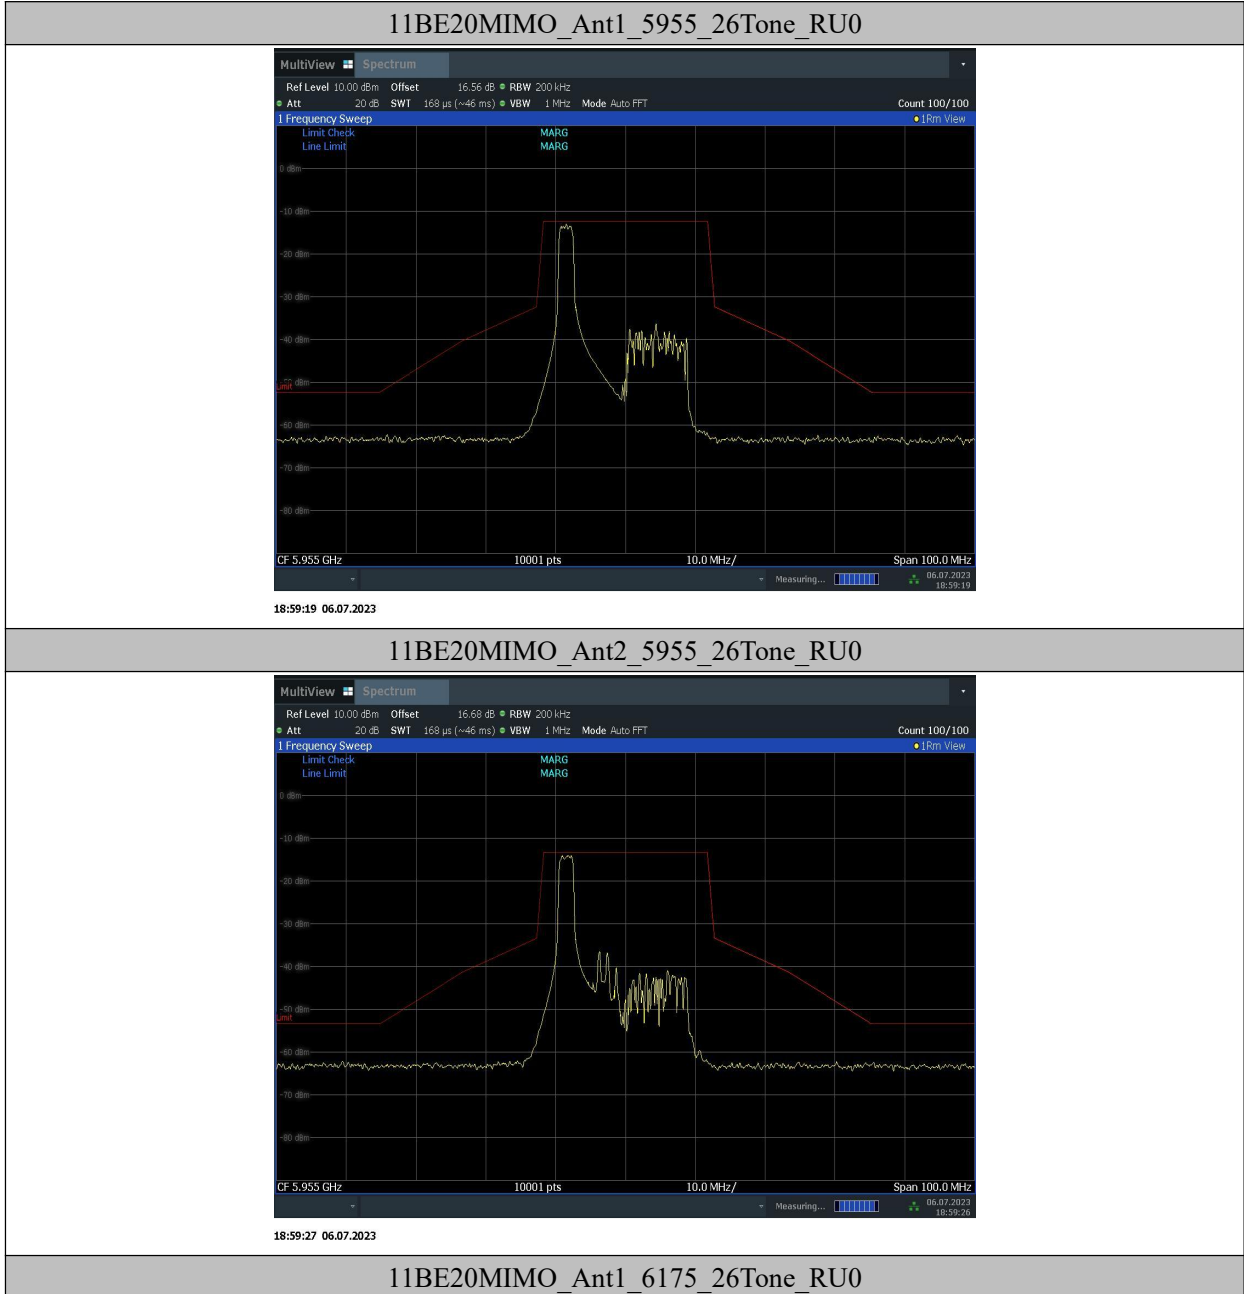 11BE20MIMO_Ant1_5955_26Tone_RU0
MultiView Spectrum
Ref Level 10.00 dBm Offset 16.56 dB RBW 200 kHz
Att 20 dB SWT 168 µs (~46 ms) VBW 1 MHz Mode Auto FFT Count 100/100
1 Frequency Sweep 1Rm View
Limit Check MARG
Line Limit MARG
0 dBm
-10 dBm
-20 dBm
-30 dBm
-40 dBm
-50 dBm
-60 dBm
-70 dBm
-80 dBm
CF 5.955 GHz 10001 pts 10.0 MHz/ Span 100.0 MHz
Measuring... 06.07.2023
18:59:19
18:59:19 06.07.2023
11BE20MIMO_Ant2_5955_26Tone_RU0
MultiView Spectrum
Ref Level 10.00 dBm Offset 16.68 dB RBW 200 kHz
Att 20 dB SWT 168 µs (~46 ms) VBW 1 MHz Mode Auto FFT Count 100/100
1 Frequency Sweep 1Rm View
Limit Check MARG
Line Limit MARG
0 dBm
-10 dBm
-20 dBm
-30 dBm
-40 dBm
-50 dBm
-60 dBm
-70 dBm
-80 dBm
CF 5.955 GHz 10001 pts 10.0 MHz/ Span 100.0 MHz
Measuring... 06.07.2023
18:59:26
18:59:27 06.07.2023
11BE20MIMO_Ant1_6175_26Tone_RU0